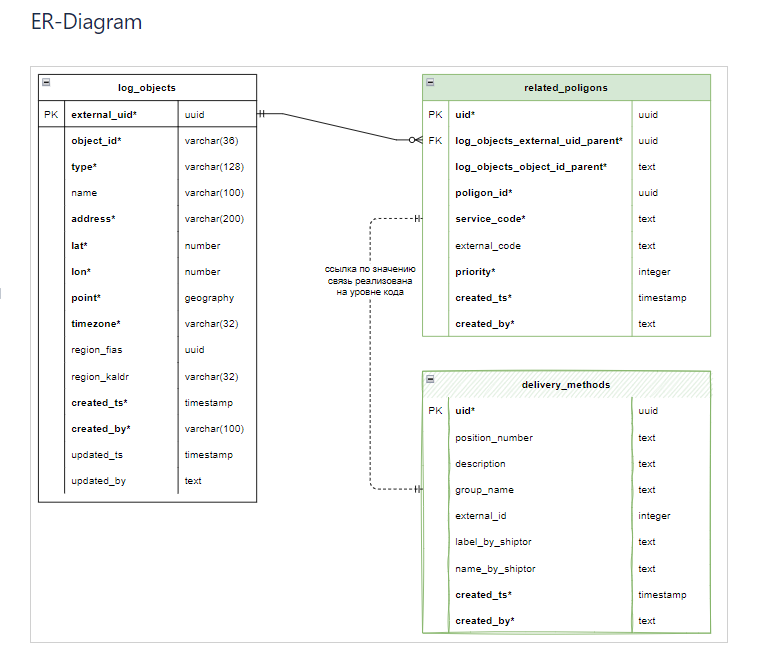 ER-Diagram
log_objects
PK external_uid* uuid
object_id* varchar(36)
type* varchar(128)
name varchar(100)
address* varchar(200)
lat* number
lon* number
point* geography
timezone* varchar(32)
region_fias uuid
region_kaldr varchar(32)
created_ts* timestamp
created_by* varchar(100)
updated_ts timestamp
updated_by text
ссылка по значению
связь реализована
на уровне кода
related_poligons
PK uid* uuid
FK log_objects_external_uid_parent* uuid
log_objects_object_id_parent* text
poligon_id* uuid
service_code* text
external_code text
priority* integer
created_ts* timestamp
created_by* text
delivery_methods
PK uid* uuid
position_number text
description text
group_name text
external_id integer
label_by_shiptor text
name_by_shiptor text
created_ts* timestamp
created_by* text